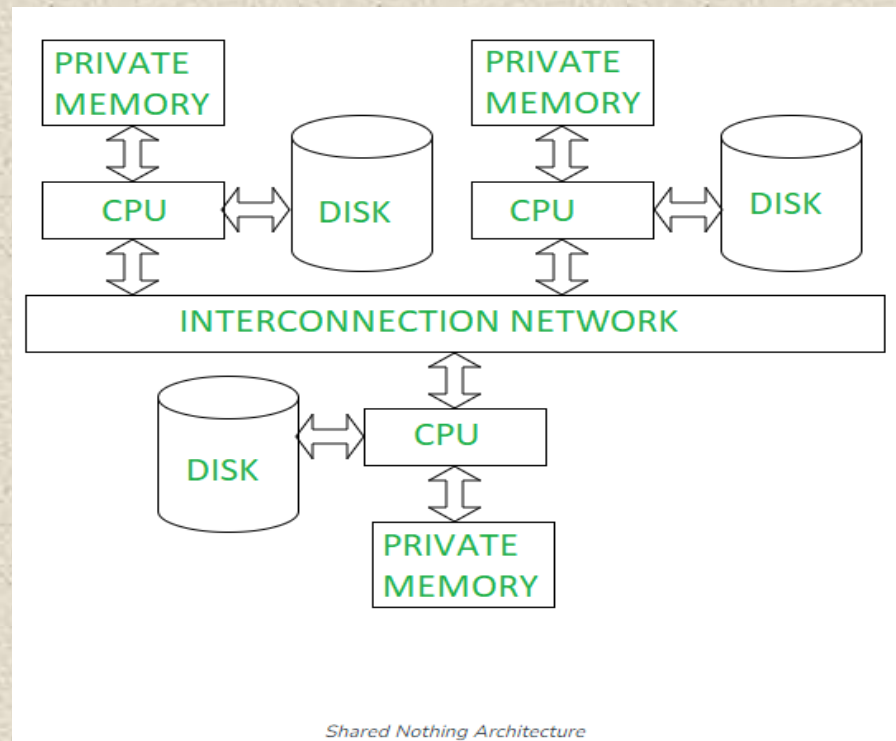 PRIVATE
MEMORY
PRIVATE
MEMORY
CPU
DISK
CPU
DISK
INTERCONNECTION NETWORK
DISK
CPU
PRIVATE
MEMORY
Shared Nothing Architecture